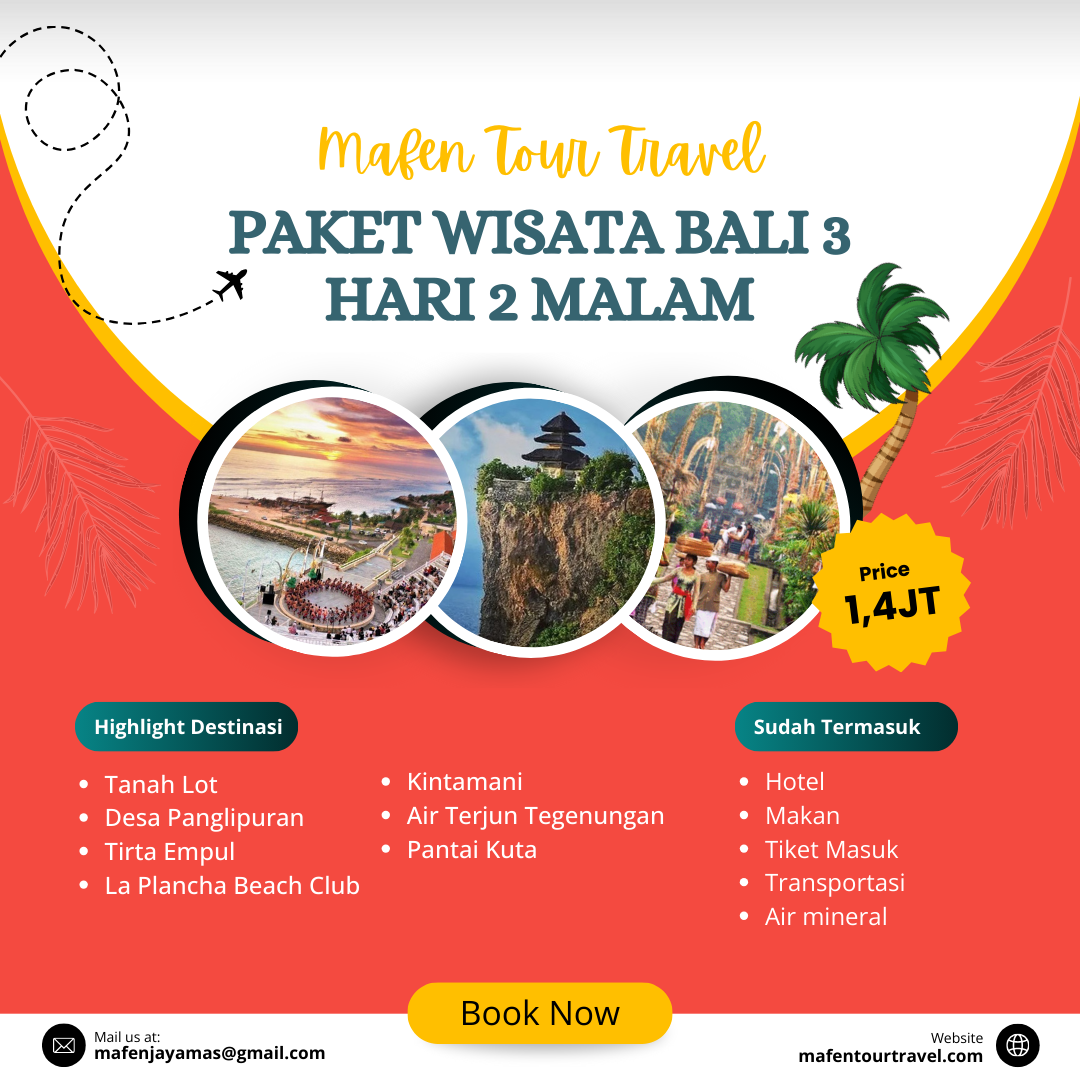 Mafen Tour Travel
PAKET WISATA BALI 3
HARI 2 MALAM
Price
1,4JT
Highlight Destinasi
Tanah Lot
Desa Panglipuran
Tirta Empul
La Plancha Beach Club
Kintamani
Air Terjun Tegenungan
Pantai Kuta
Sudah Termasuk
Hotel
Makan
Tiket Masuk
Transportasi
Air mineral
Book Now
Mail us at:
mafenjayamas@gmail.com
Website
mafentourtravel.com